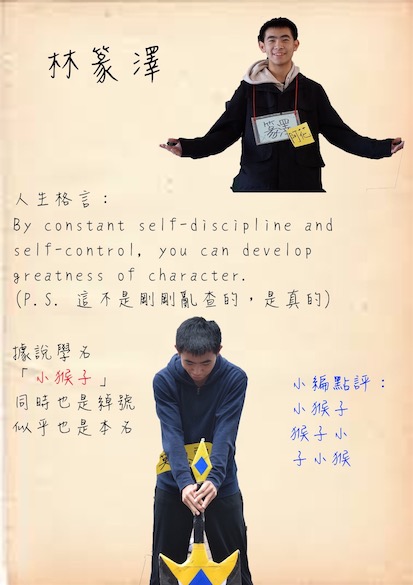 林篆澤
篆澤
人生格言：
By constant self-discipline and
self-control, you can develop
greatness of character.
(P.S. 這不是剛剛亂查的，是真的)
據說學名
「小猴子」
同時也是綽號
似乎也是本名
小編點評：
小猴子
猴子小
子小猴